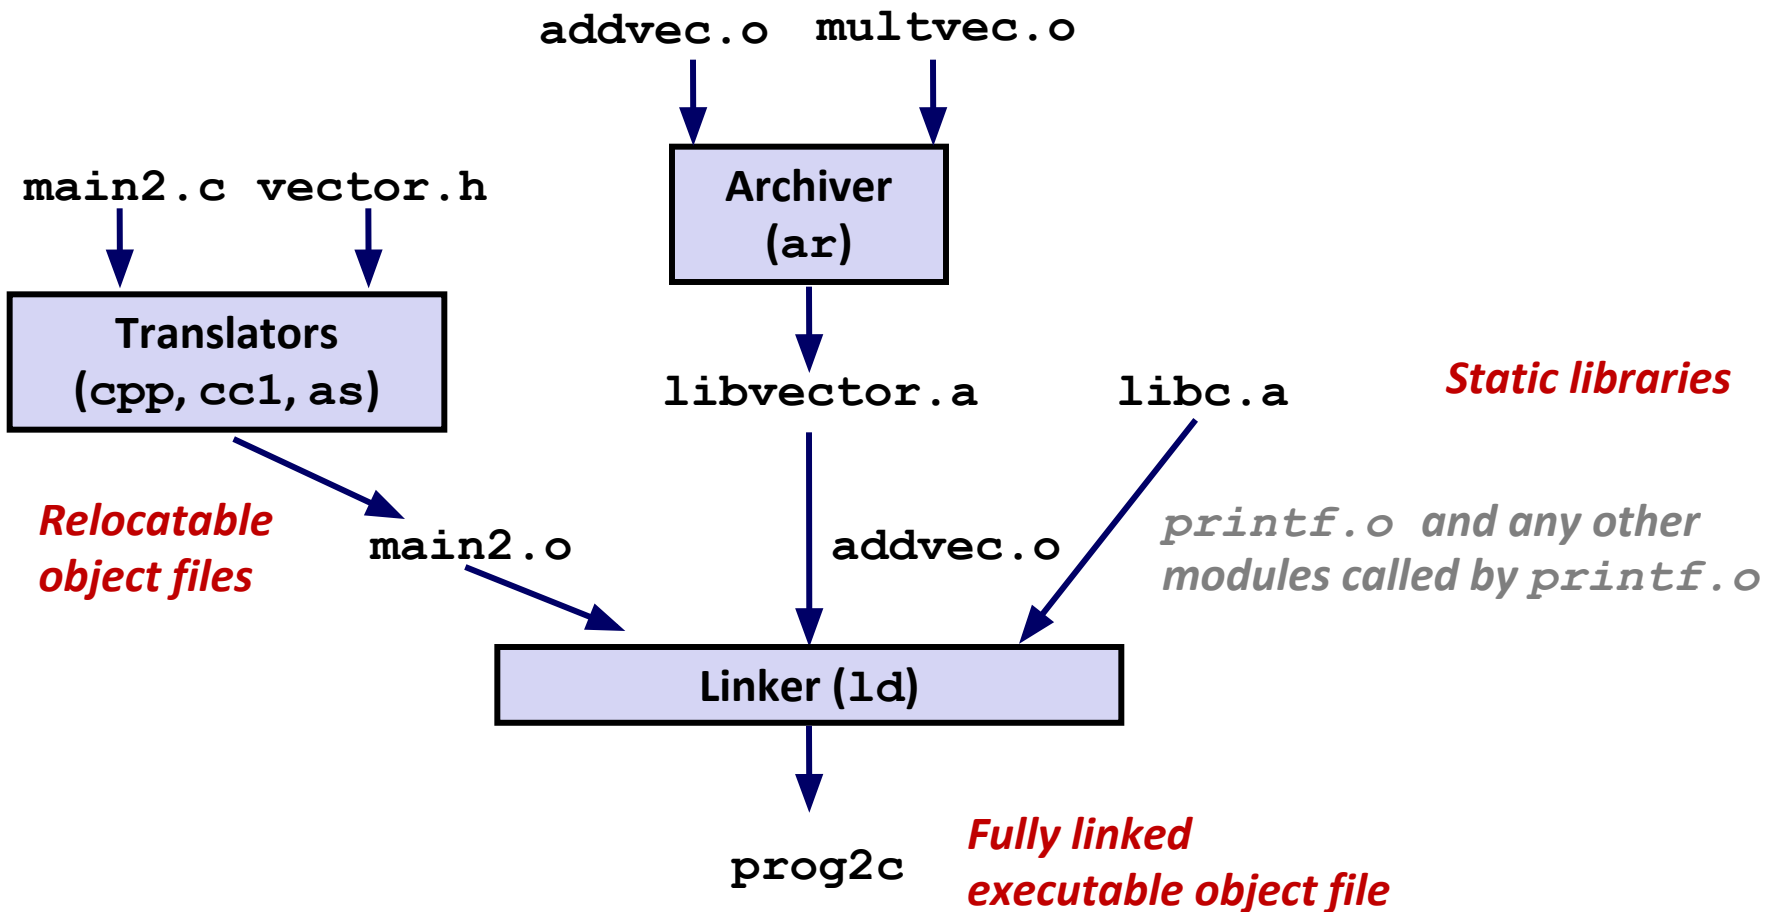 addvec.o multvec.o
main2.c vector.h
Archiver
(ar)
Translators
(cpp, cc1, as)
libvector.a
libc.a
Static libraries
Relocatable
object files
main2.o
addvec.o
printf.o and any other
modules called by printf.o
Linker (ld)
prog2c
Fully linked
executable object file